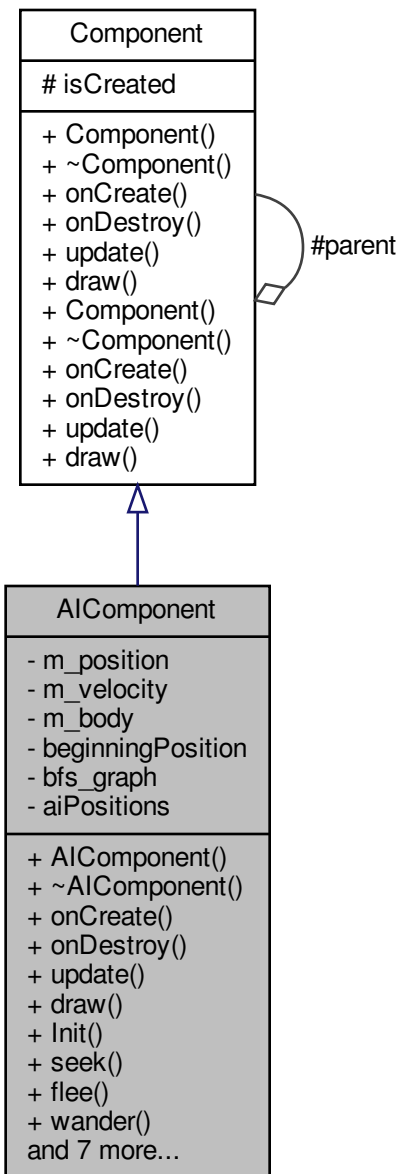 Component
# isCreated
+ Component()
+ ~Component()
+ onCreate()
+ onDestroy()
+ update()
+ draw()
+ Component()
+ ~Component()
+ onCreate()
+ onDestroy()
+ update()
+ draw()
#parent
AIComponent
- m_position
- m_velocity
- m_body
- beginningPosition
- bfs_graph
- aiPositions
+ AIComponent()
+ ~AIComponent()
+ onCreate()
+ onDestroy()
+ update()
+ draw()
+ Init()
+ seek()
+ flee()
+ wander()
and 7 more...